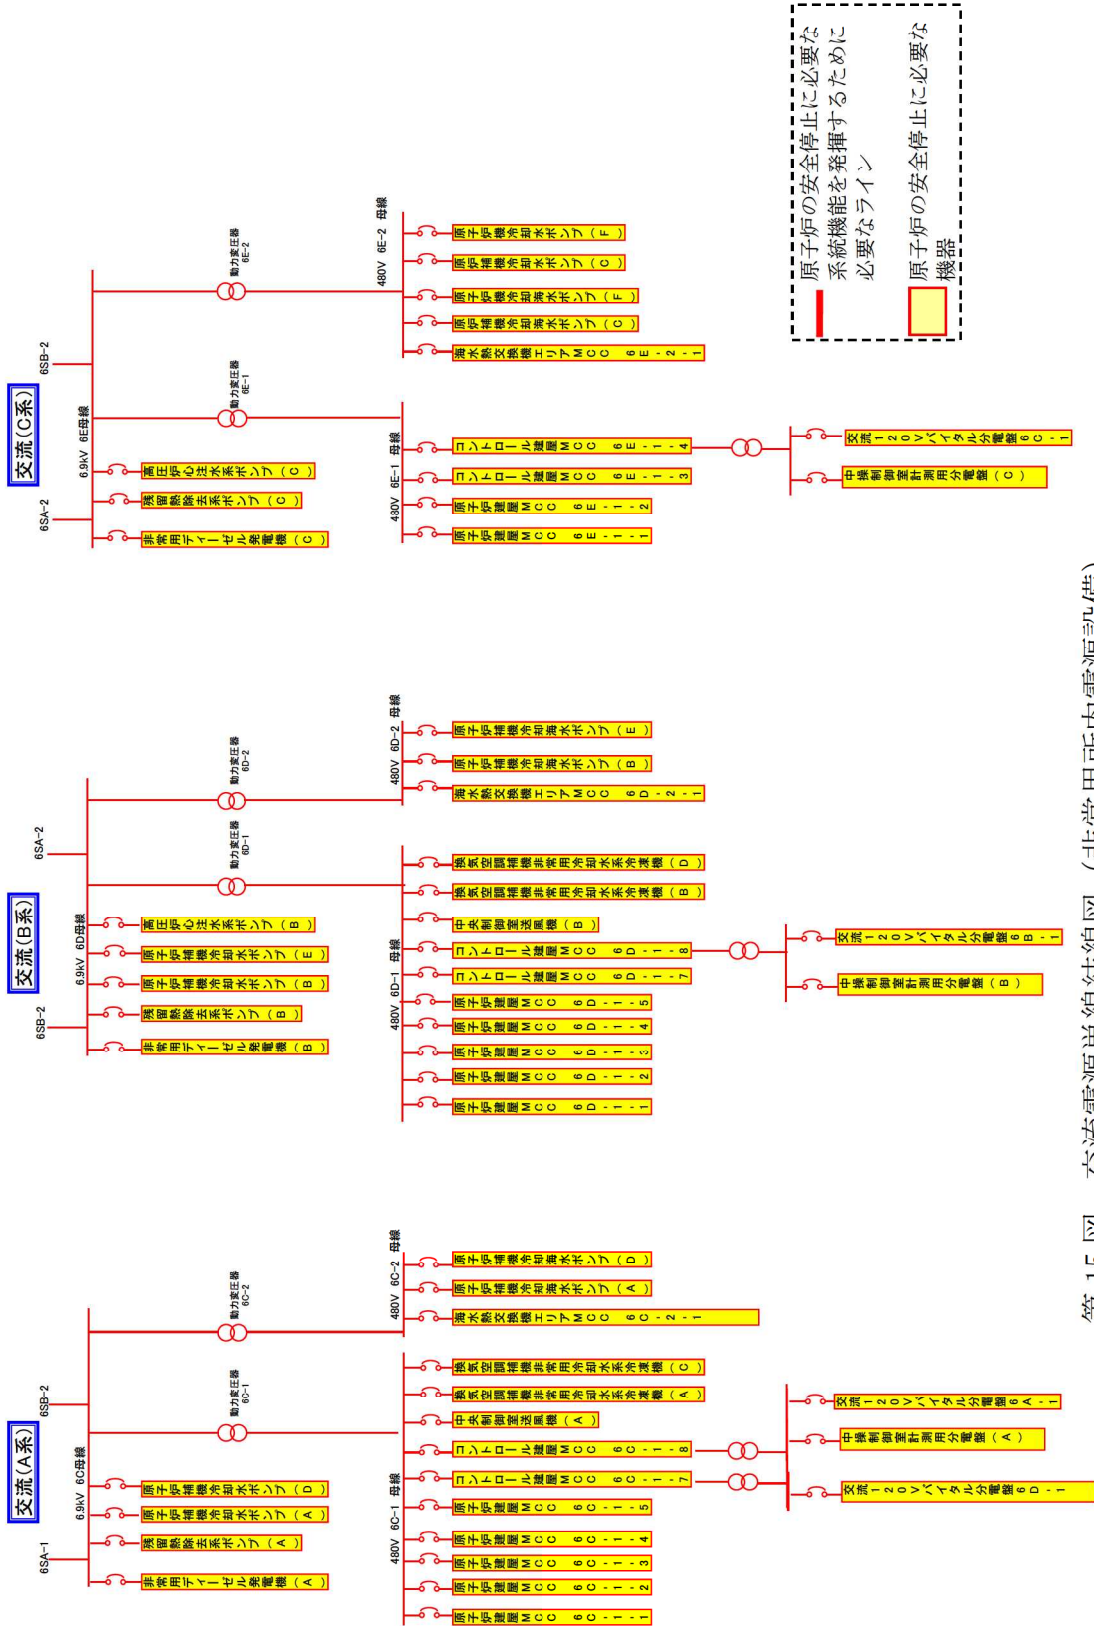 交流(A系)
6SA-1
6SB-2
6.9kV 6C母線
非常用ディーゼル発電機(A)
残留熱除去系ポンプ(A)
原子炉補機冷却水ポンプ(A)
原子炉補機冷却水ポンプ(D)
動力変圧器
6C-1
動力変圧器
6C-2
480V 6C-1 母線
原子炉建屋MCC 6C-1-1
原子炉建屋MCC 6C-1-2
原子炉建屋MCC 6C-1-3
原子炉建屋MCC 6C-1-4
原子炉建屋MCC 6C-1-5
コントロール建屋MCC 6C-1-7
コントロール建屋MCC 6C-1-8
中央制御室送風機(A)
換気空調補機非常用冷却水系冷凍機(A)
換気空調補機非常用冷却水系冷凍機(C)
480V 6C-2 母線
海水熱交換機エリアMCC 6C-2-1
原子炉補機冷却海水ポンプ(A)
原子炉補機冷却海水ポンプ(D)
交流120Vバイタル分電盤6D-1
中操制御室計測用分電盤(A)
交流120Vバイタル分電盤6A-1
交流(B系)
6SB-2
6SA-2
6.9kV 6D母線
非常用ディーゼル発電機(B)
残留熱除去系ポンプ(B)
原子炉補機冷却水ポンプ(B)
原子炉補機冷却水ポンプ(E)
高圧炉心注水系ポンプ(B)
動力変圧器
6D-1
動力変圧器
6D-2
480V 6D-1 母線
原子炉建屋MCC 6D-1-1
原子炉建屋MCC 6D-1-2
原子炉建屋MCC 6D-1-3
原子炉建屋MCC 6D-1-4
原子炉建屋MCC 6D-1-5
コントロール建屋MCC 6D-1-7
コントロール建屋MCC 6D-1-8
中央制御室送風機(B)
換気空調補機非常用冷却水系冷凍機(B)
換気空調補機非常用冷却水系冷凍機(D)
480V 6D-2 母線
海水熱交換機エリアMCC 6D-2-1
原子炉補機冷却海水ポンプ(B)
原子炉補機冷却海水ポンプ(E)
中操制御室計測用分電盤(B)
交流120Vバイタル分電盤6B-1
交流(C系)
6SA-2
6SB-2
6.9kV 6E母線
非常用ディーゼル発電機(C)
残留熱除去系ポンプ(C)
高圧炉心注水系ポンプ(C)
動力変圧器
6E-1
動力変圧器
6E-2
480V 6E-1 母線
原子炉建屋MCC 6E-1-1
原子炉建屋MCC 6E-1-2
コントロール建屋MCC 6E-1-3
コントロール建屋MCC 6E-1-4
480V 6E-2 母線
海水熱交換機エリアMCC 6E-2-1
原炉補機冷却海水ポンプ(C)
原子炉機冷却海水ポンプ(F)
原炉補機冷却水ポンプ(C)
原子炉機冷却水ポンプ(F)
中操制御室計測用分電盤(C)
交流120Vバイタル分電盤6C-1
原子炉の安全停止に必要な
系統機能を発揮するために
必要なライン
原子炉の安全停止に必要な
機器
第 15 図 交流電源単線結線図(非常用所内電源設備)